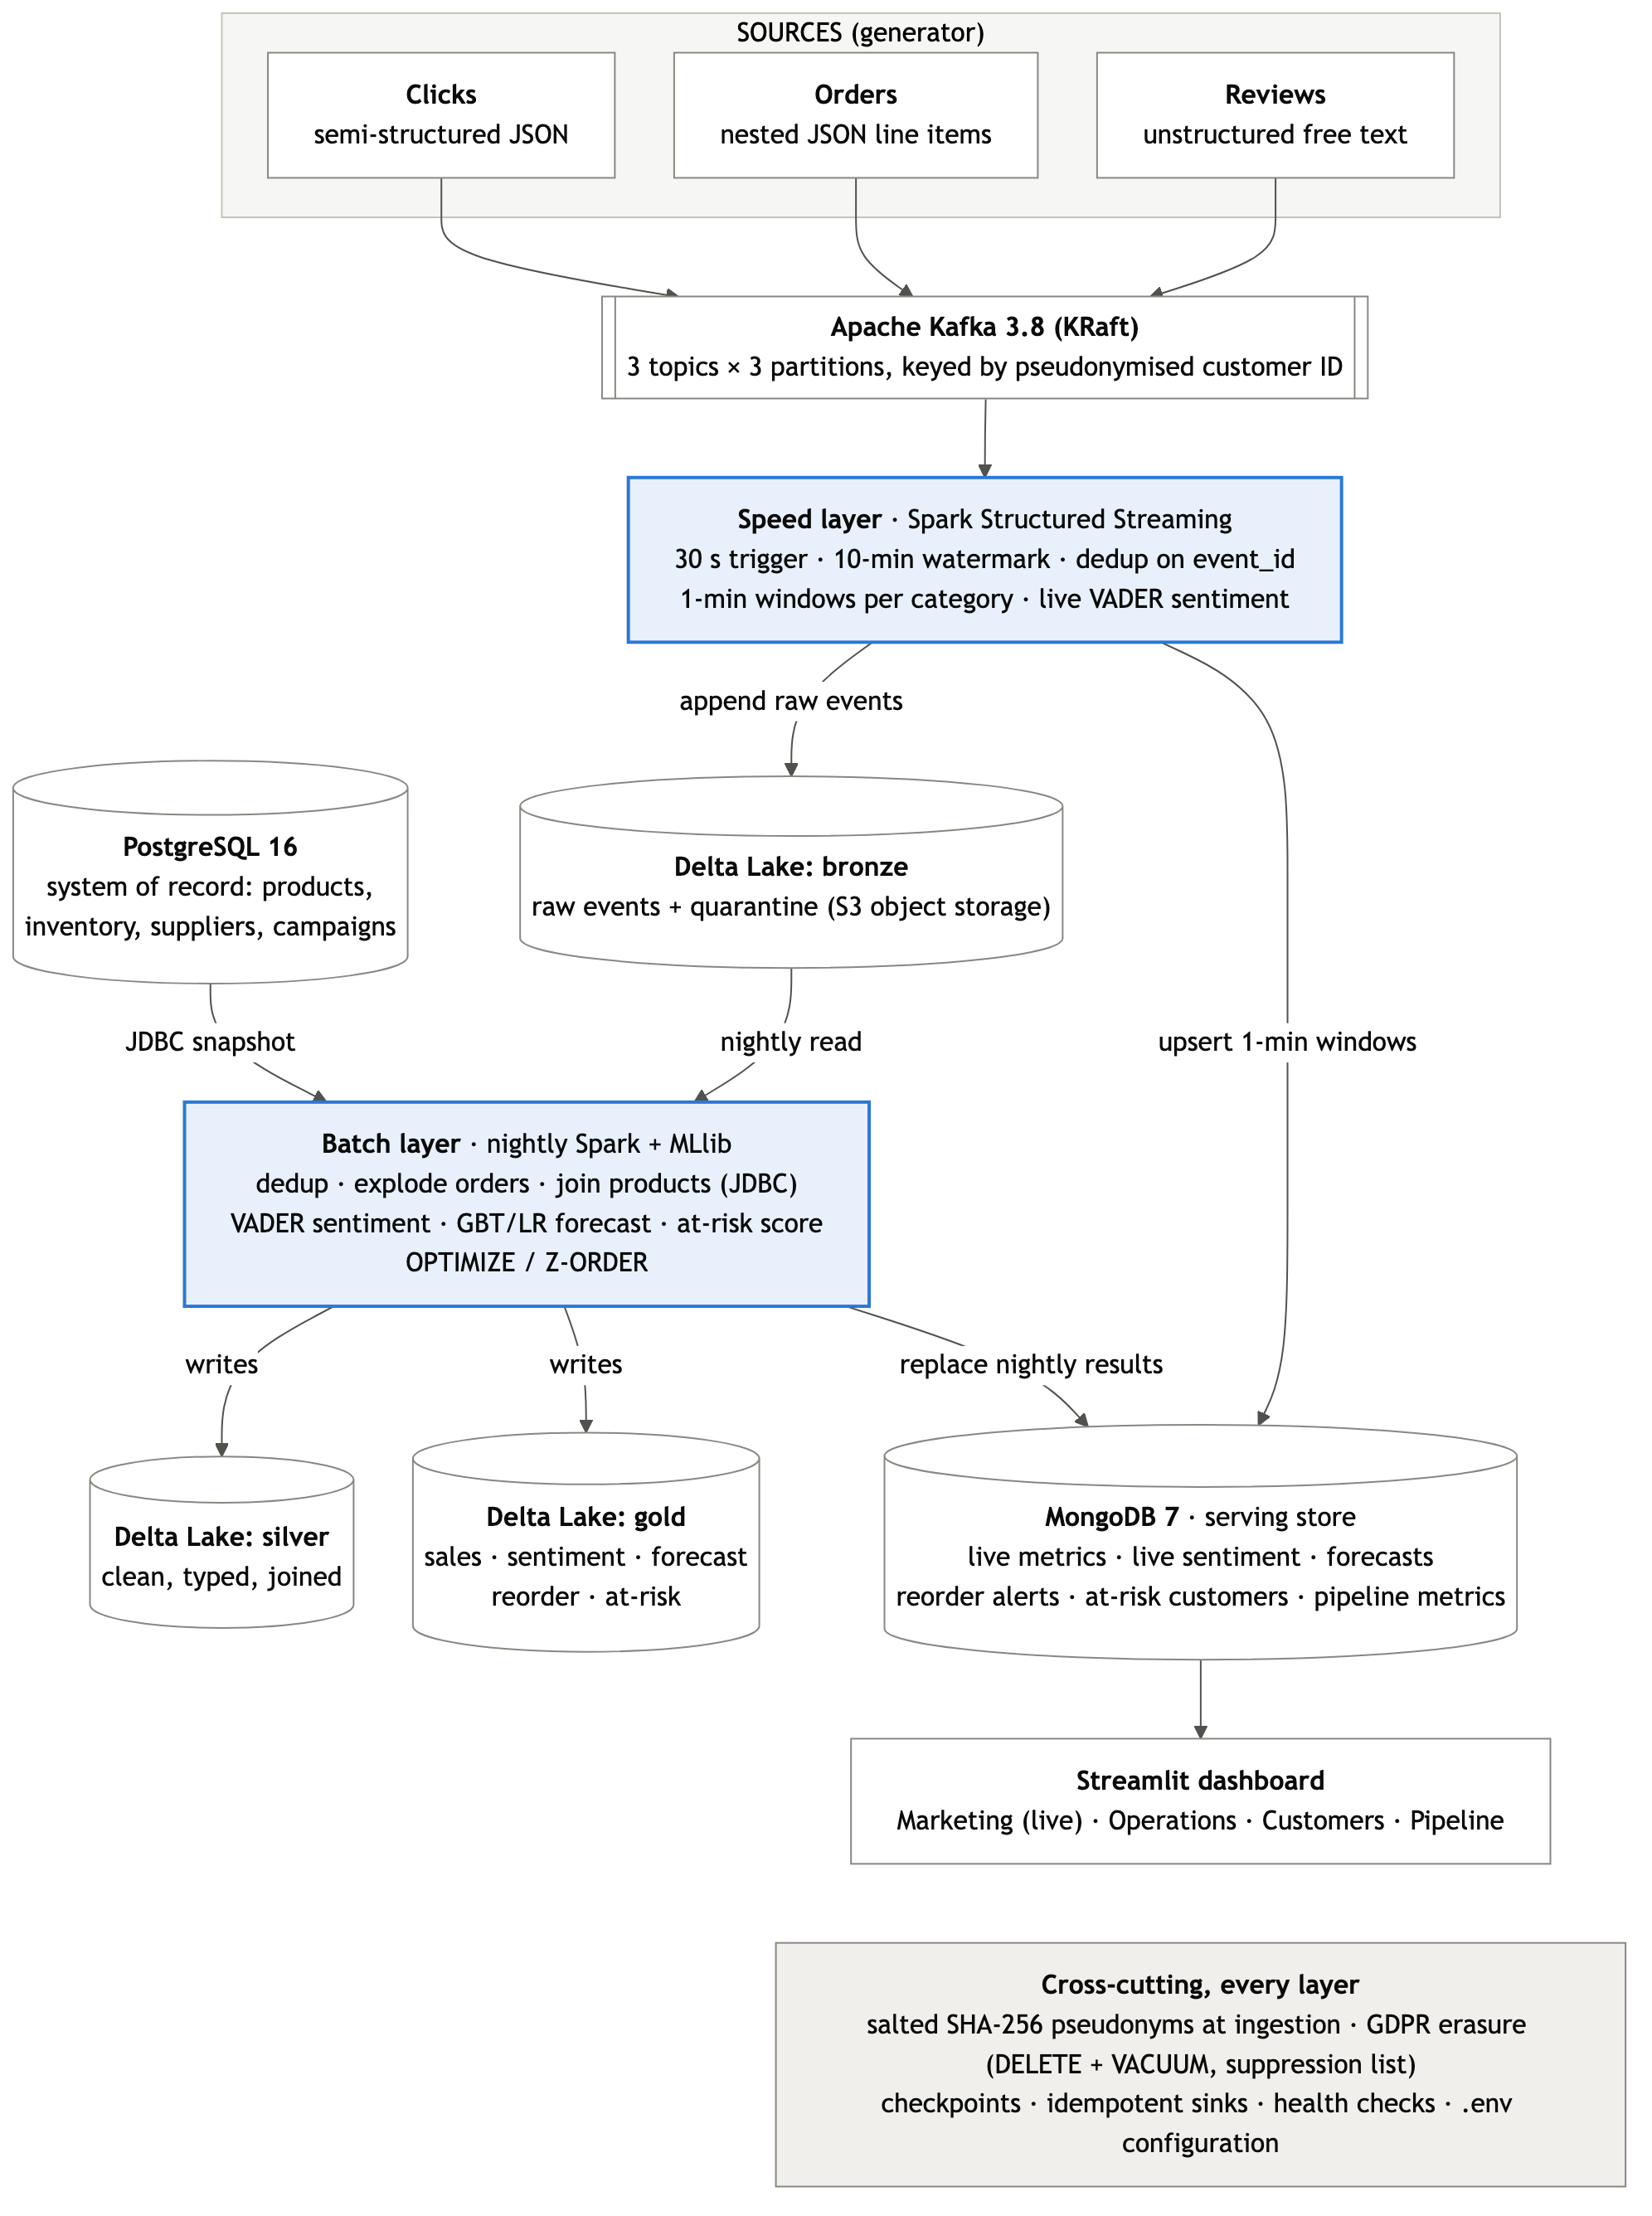 SOURCES (generator)
Clicks
semi-structured JSON
Orders
nested JSON line items
Reviews
unstructured free text
Apache Kafka 3.8 (KRaft)
3 topics × 3 partitions, keyed by pseudonymised customer ID
Speed layer · Spark Structured Streaming
30 s trigger · 10-min watermark · dedup on event_id
1-min windows per category · live VADER sentiment
append raw events
PostgreSQL 16
system of record: products,
inventory, suppliers, campaigns
Delta Lake: bronze
raw events + quarantine (S3 object storage)
JDBC snapshot
nightly read
upsert 1-min windows
Batch layer · nightly Spark + MLlib
dedup · explode orders · join products (JDBC)
VADER sentiment · GBT/LR forecast · at-risk score
OPTIMIZE / Z-ORDER
writes
writes
replace nightly results
Delta Lake: silver
clean, typed, joined
Delta Lake: gold
sales · sentiment · forecast
reorder · at-risk
MongoDB 7 · serving store
live metrics · live sentiment · forecasts
reorder alerts · at-risk customers · pipeline metrics
Streamlit dashboard
Marketing (live) · Operations · Customers · Pipeline
Cross-cutting, every layer
salted SHA-256 pseudonyms at ingestion · GDPR erasure
(DELETE + VACUUM, suppression list)
checkpoints · idempotent sinks · health checks · .env
configuration